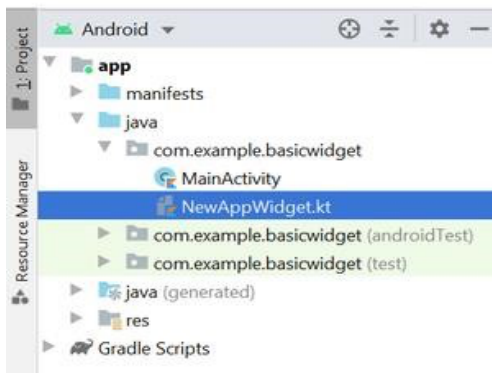 Android
app
manifests
java
com.example.basicwidget
MainActivity
NewAppWidget.kt
com.example.basicwidget (androidTest)
com.example.basicwidget (test)
java (generated)
res
Gradle Scripts
1: Project
Resource Manager